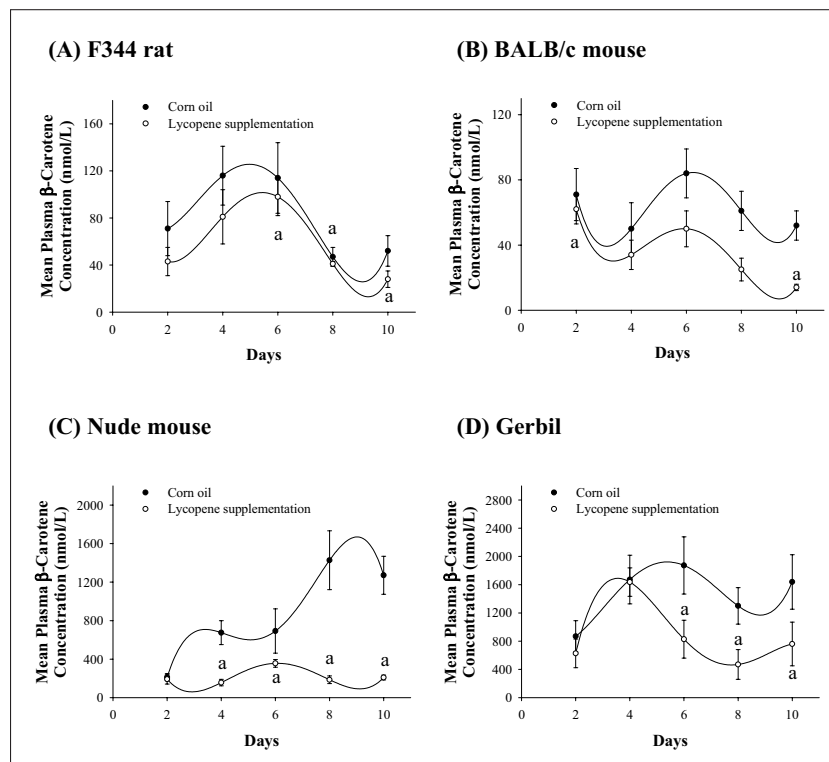 (A) F344 rat
Corn oil
Lycopene supplementation
Mean Plasma β-Carotene
Concentration (nmol/L)
160
120
80
40
0
a
a
a
0 2 4 6 8 10
Days
(B) BALB/c mouse
Corn oil
Lycopene supplementation
Mean Plasma β-Carotene
Concentration (nmol/L)
120
80
40
0
a
a
0 2 4 6 8 10
Days
(C) Nude mouse
Corn oil
Lycopene supplementation
Mean Plasma β-Carotene
Concentration (nmol/L)
2000
1600
1200
800
400
0
a
a
a
a
0 2 4 6 8 10
Days
(D) Gerbil
Corn oil
Lycopene supplementation
Mean Plasma β-Carotene
Concentration (nmol/L)
2800
2400
2000
1600
1200
800
400
0
a
a
a
0 2 4 6 8 10
Days